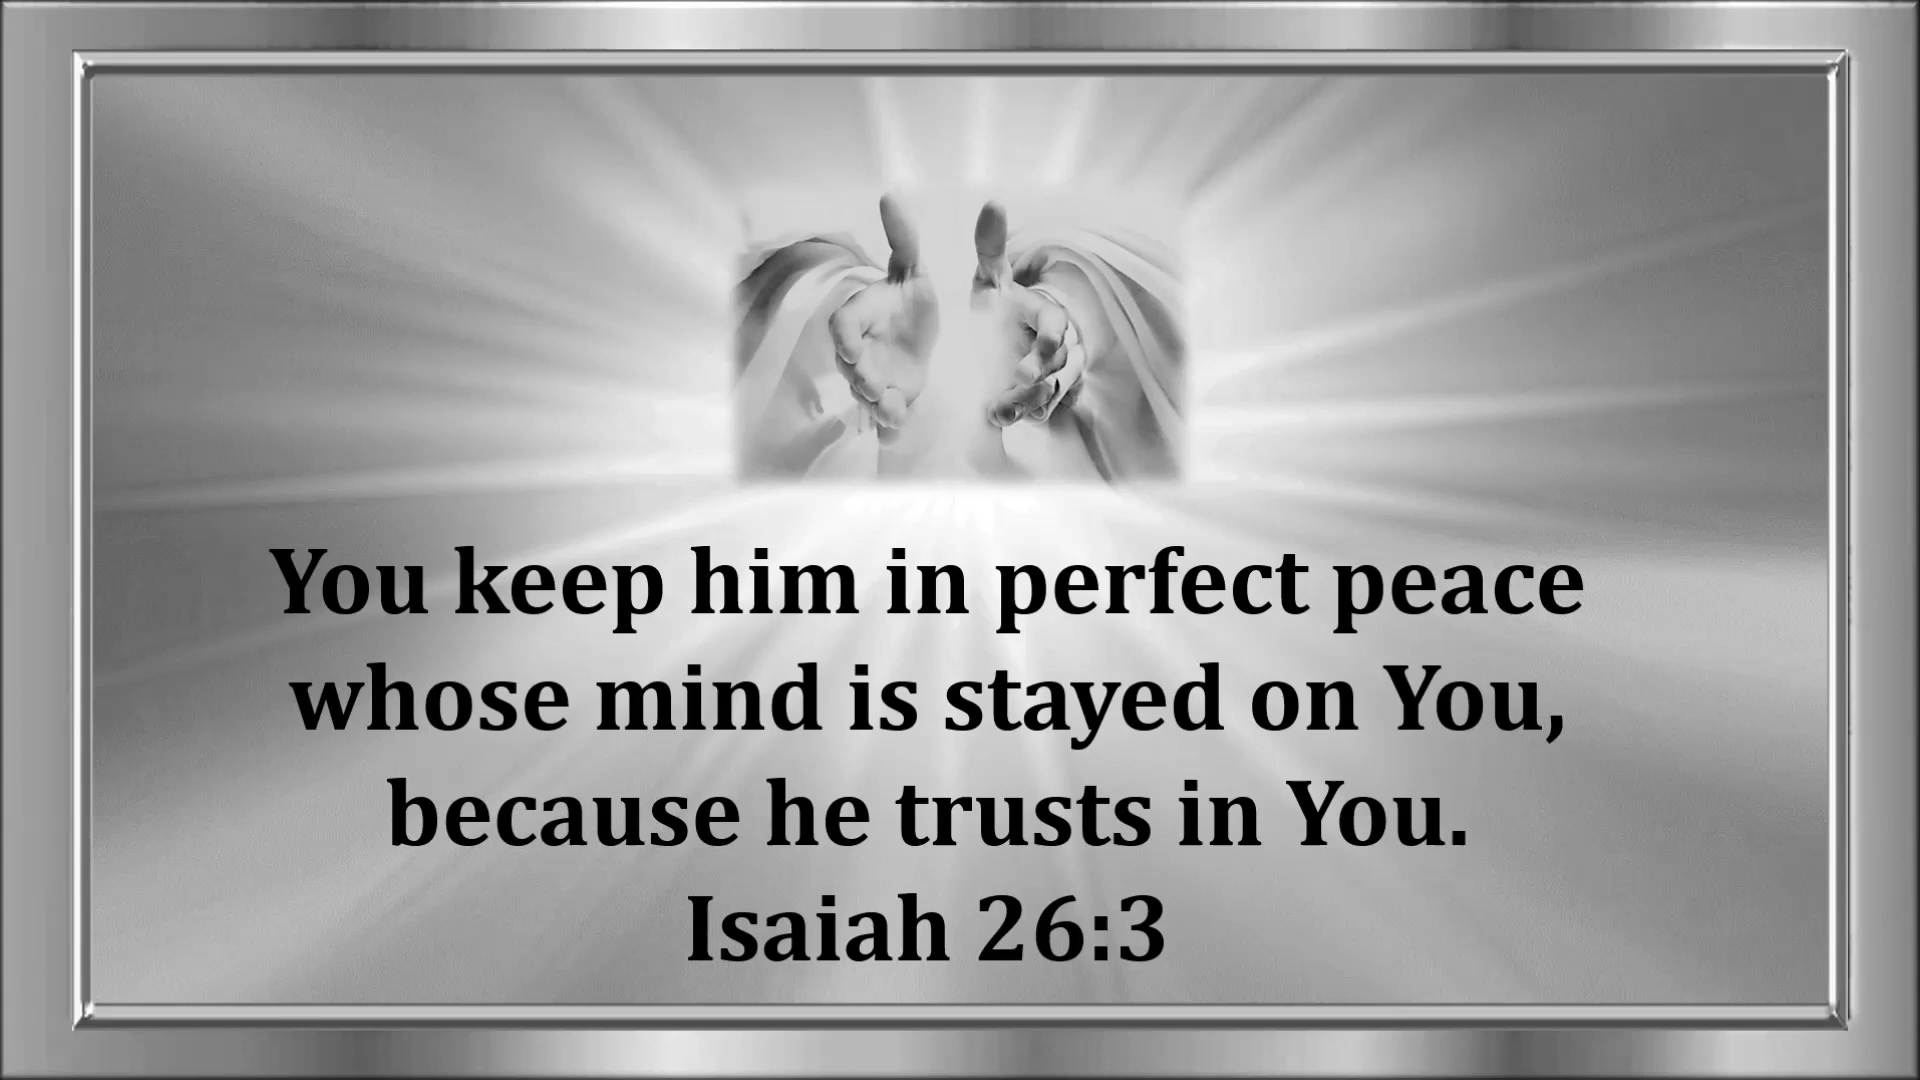 You keep him in perfect peace
whose mind is stayed on You,
because he trusts in You.
Isaiah 26:3